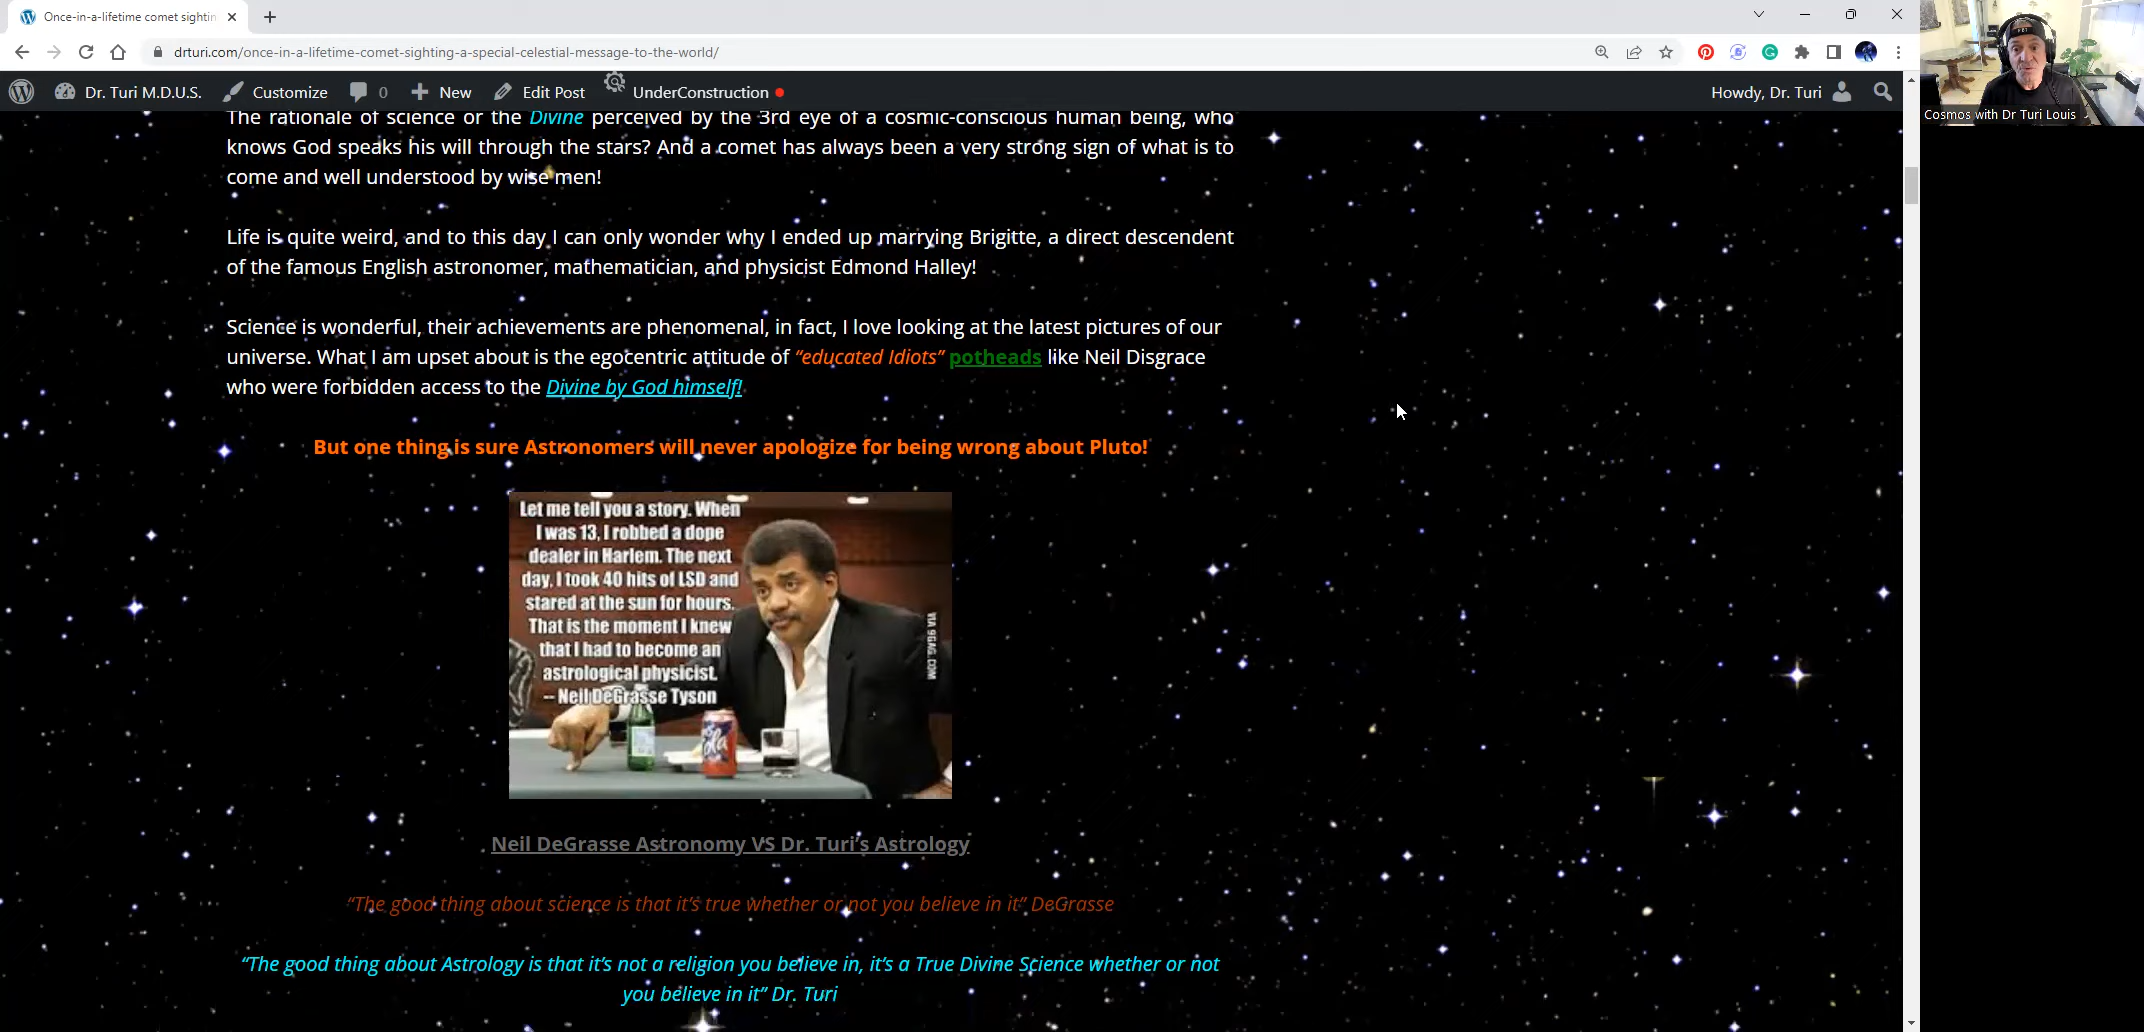 Once-in-a-lifetime comet sightin
drturi.com/once-in-a-lifetime-comet-sighting-a-special-celestial-message-to-the-world/
Dr. Turi M.D.U.S. Customize 0 New Edit Post UnderConstruction Howdy, Dr. Turi
Cosmos with Dr Turi Louis
The rationale of science or the Divine perceived by the 3rd eye of a cosmic-conscious human being, who
knows God speaks his will through the stars? And a comet has always been a very strong sign of what is to
come and well understood by wise men!
Life is quite weird, and to this day I can only wonder why I ended up marrying Brigitte, a direct descendent
of the famous English astronomer, mathematician, and physicist Edmond Halley!
Science is wonderful, their achievements are phenomenal, in fact, I love looking at the latest pictures of our
universe. What I am upset about is the egocentric attitude of “educated Idiots” potheads like Neil Disgrace
who were forbidden access to the Divine by God himself!
But one thing is sure Astronomers will never apologize for being wrong about Pluto!
Let me tell you a story. When
I was 13, I robbed a dope
dealer in Harlem. The next
day, I took 40 hits of LSD and
stared at the sun for hours.
That is the moment I knew
that I had to become an
astrological physicist.
-- Neil DeGrasse Tyson
VIA 9GAG.COM
Neil DeGrasse Astronomy VS Dr. Turi’s Astrology
“The good thing about science is that it’s true whether or not you believe in it” DeGrasse
“The good thing about Astrology is that it’s not a religion you believe in, it’s a True Divine Science whether or not
you believe in it” Dr. Turi